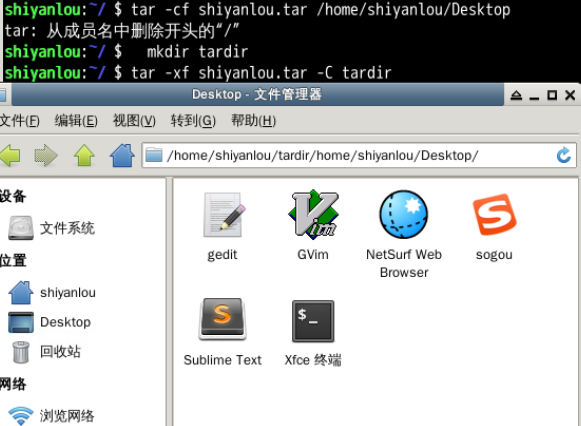 shiyanlou:~/ $ tar -cf shiyanlou.tar /home/shiyanlou/Desktop
tar: 从成员名中删除开头的“/”
shiyanlou:~/ $   mkdir tardir
shiyanlou:~/ $ tar -xf shiyanlou.tar -C tardir
Desktop - 文件管理器
文件(F) 编辑(E) 视图(V) 转到(G) 帮助(H)
/home/shiyanlou/tardir/home/shiyanlou/Desktop/
设备
文件系统
位置
shiyanlou
Desktop
回收站
网络
浏览网络
gedit
GVim
NetSurf Web
Browser
sogou
Sublime Text
Xfce 终端